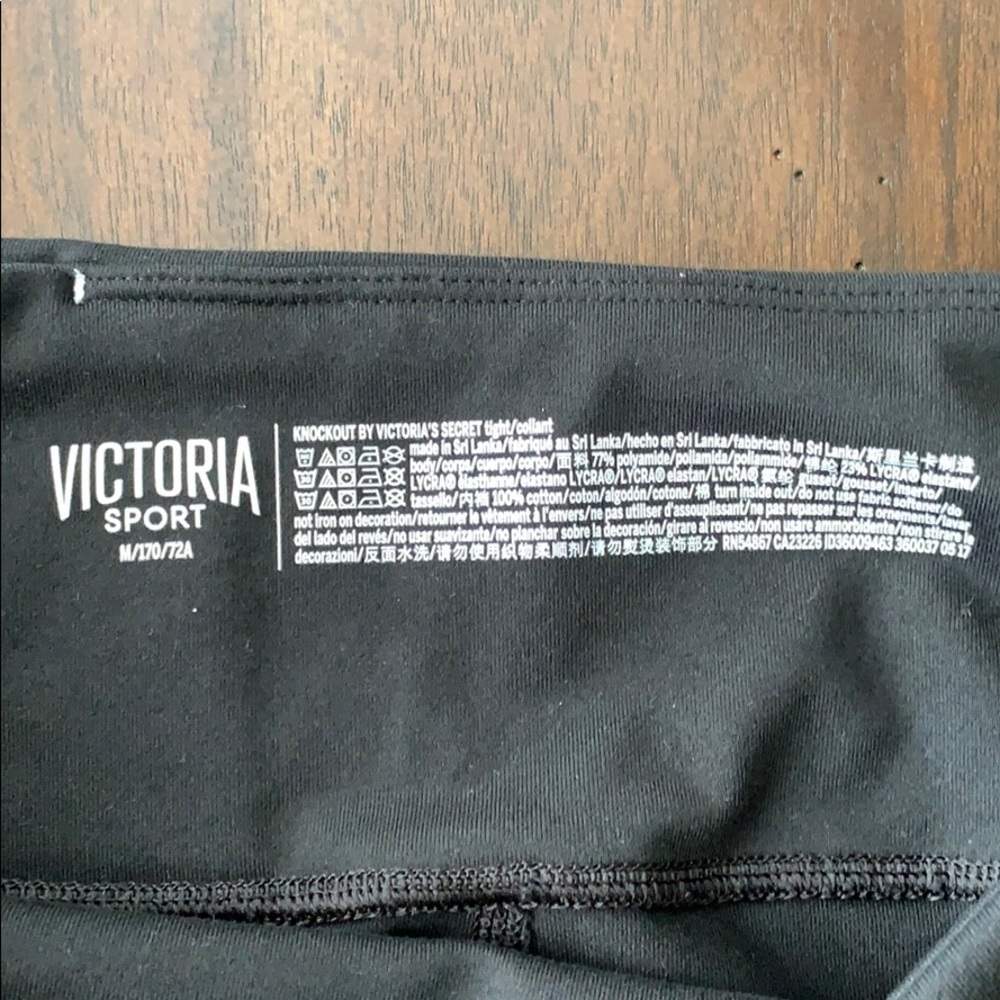 VICTORIA
SPORT
M/170/72A
KNOCKOUT BY VICTORIA'S SECRET tight/collant
made in Sri Lanka/fabriqué au Sri Lanka/hecho en Sri Lanka/fabbricato in Sri Lanka/斯里兰卡制造
body/corps/cuerpo/corpo/面料 77% polyamide/poliamida/poliammide/锦纶 23% LYCRA® elastane/
LYCRA® élasthanne/elastano LYCRA®/LYCRA® elastan/LYCRA® 氨纶 gusset/gousset/inserto/
tassello/内裆 100% cotton/coton/algodón/cotone/棉 turn inside out/do not use fabric softener/do
not iron on decoration/retourner le vêtement à l'envers/ne pas utiliser d'assouplissant/ne pas repasser sur les ornements/lavar
del lado del revés/no usar suavizante/no planchar sobre la decoración/girare al rovescio/non usare ammorbidente/non stirare le
decorazioni/反面水洗/请勿使用织物柔顺剂/请勿熨烫装饰部分 RN54867 CA23226 ID36009463 360037 05 17